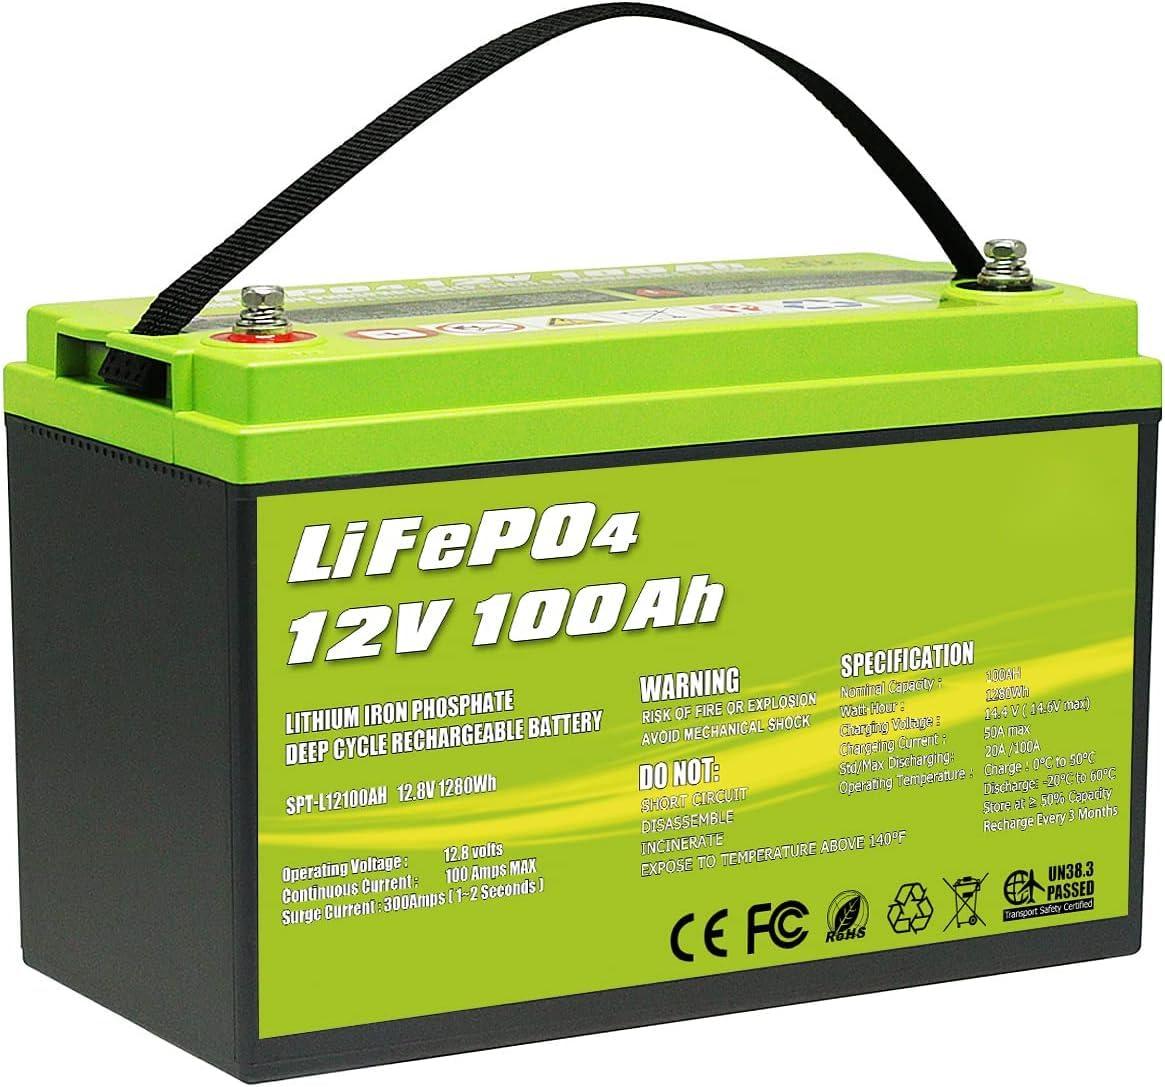 LiFePO4 12V 100Ah
LiFePO4
12V 100Ah
LITHIUM IRON PHOSPHATE
DEEP CYCLE RECHARGEABLE BATTERY
SPT-L12100AH 12.8V 1280Wh
Operating Voltage : 12.8 volts
Continuous Current : 100 Amps MAX
Surge Current : 300Amps ( 1~2 Seconds )
WARNING
RISK OF FIRE OR EXPLOSION
AVOID MECHANICAL SHOCK
DO NOT:
SHORT CIRCUIT
DISASSEMBLE
INCINERATE
EXPOSE TO TEMPERATURE ABOVE 140°F
SPECIFICATION
Nominal Capacity : 100AH
Watt-Hour : 1280Wh
Charging Voltage : 14.4 V ( 14.6V max)
Chargeing Current : 50A max
Std/Max Discharging: 20A /100A
Operating Temperature : Charge : 0°C to 50°C
Discharge: -20°C to 60°C
Store at ≥ 50% Capacity
Recharge Every 3 Months
CE FC RoHS
UN38.3
PASSED
Transport Safety Certified